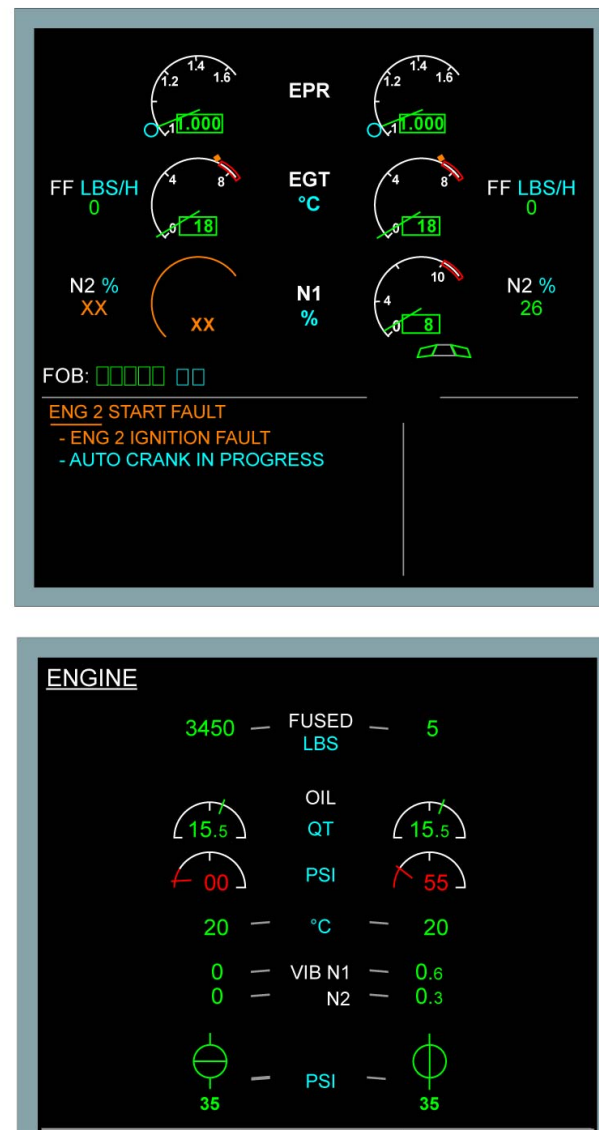 1.2 1.4 1.6 EPR 1.2 1.4 1.6
1 1.000 1 1.000
FF LBS/H 4 8 EGT 4 8 FF LBS/H
0 °C 0
0 18 0 18
N2 % N1 10 N2 %
XX XX % 4 26
0 8
FOB:
ENG 2 START FAULT
- ENG 2 IGNITION FAULT
- AUTO CRANK IN PROGRESS
ENGINE
3450 FUSED 5
LBS
OIL
15.5 QT 15.5
00 PSI 55
20 °C 20
0 VIB N1 0.6
0 N2 0.3
PSI
35 35